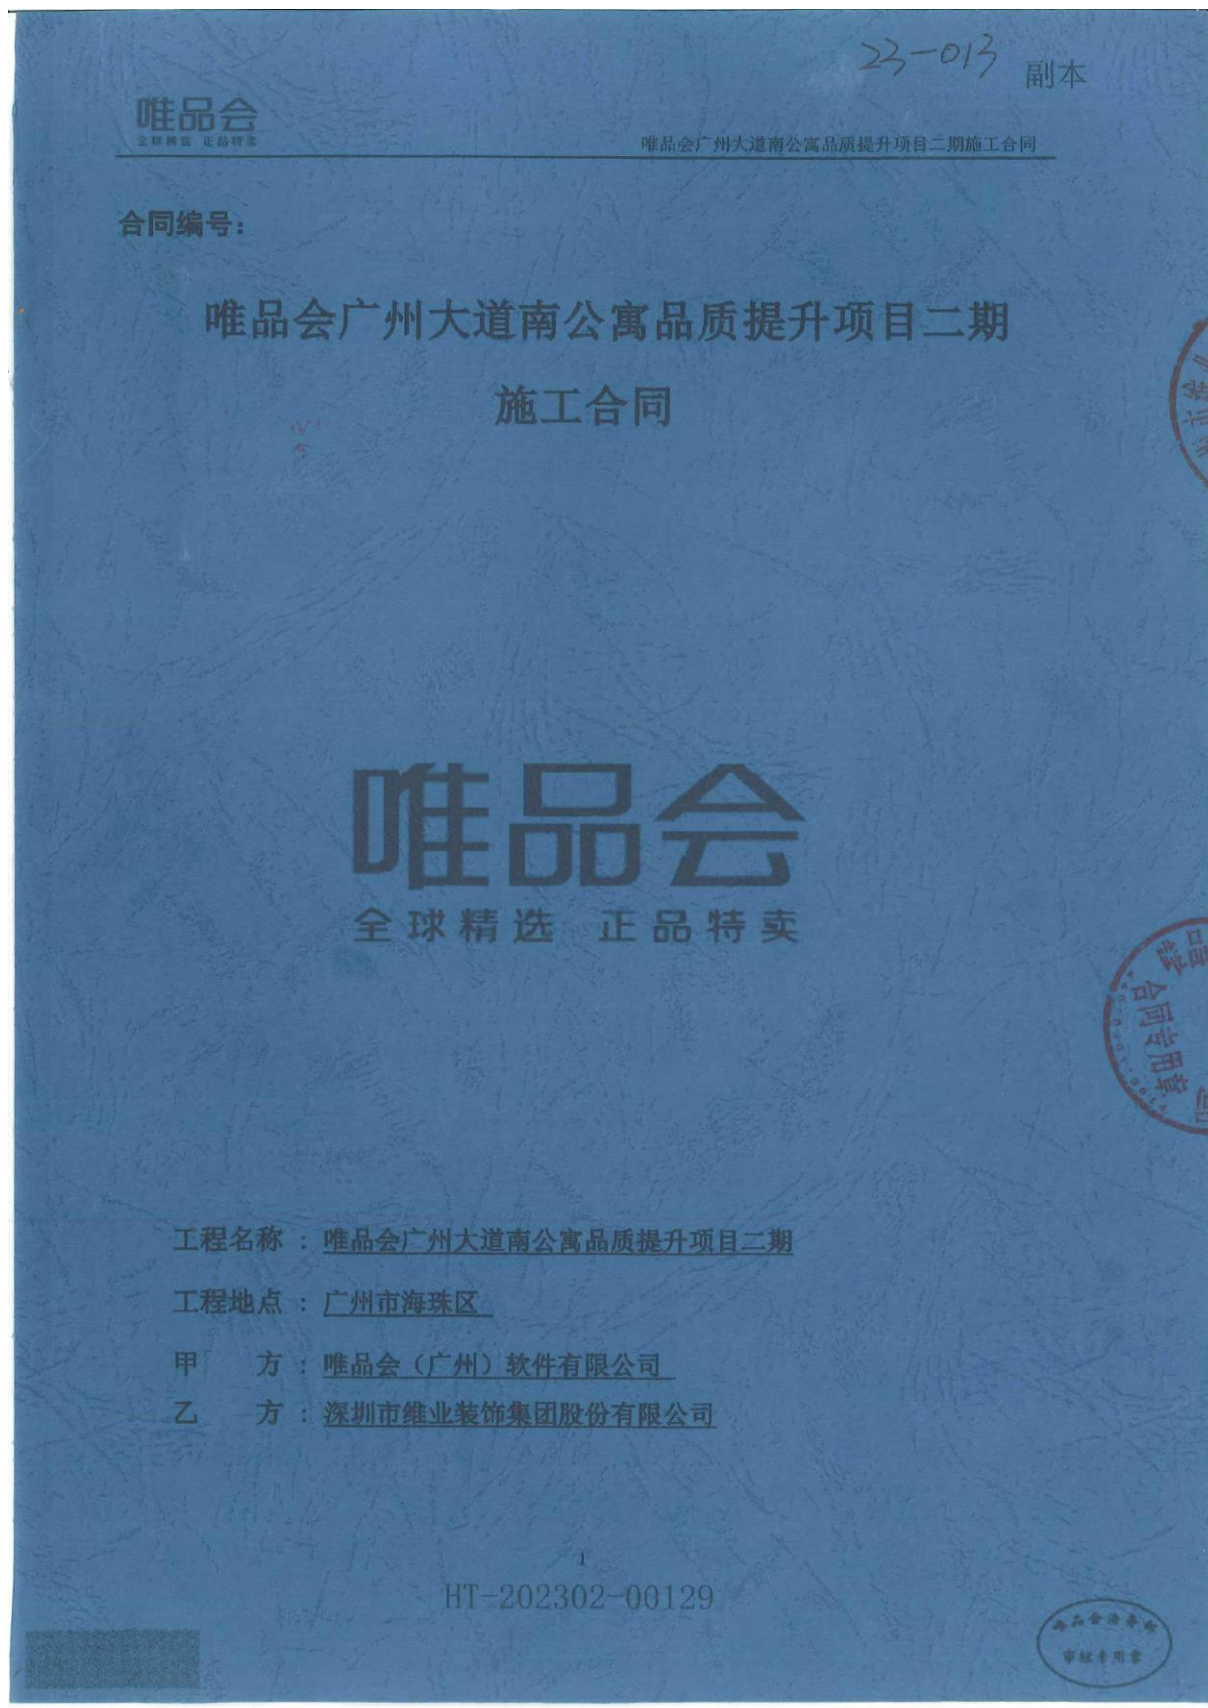 23-013
副本
唯品会
全球精选 正品特卖
唯品会广州大道南公寓品质提升项目二期施工合同
合同编号：
唯品会广州大道南公寓品质提升项目二期
施工合同
唯品会
全球精选 正品特卖
合同专用章
工程名称：唯品会广州大道南公寓品质提升项目二期
工程地点：广州市海珠区
甲 方：唯品会（广州）软件有限公司
乙 方：深圳市维业装饰集团股份有限公司
1
HT-202302-00129
唯品会法务部
审核专用章